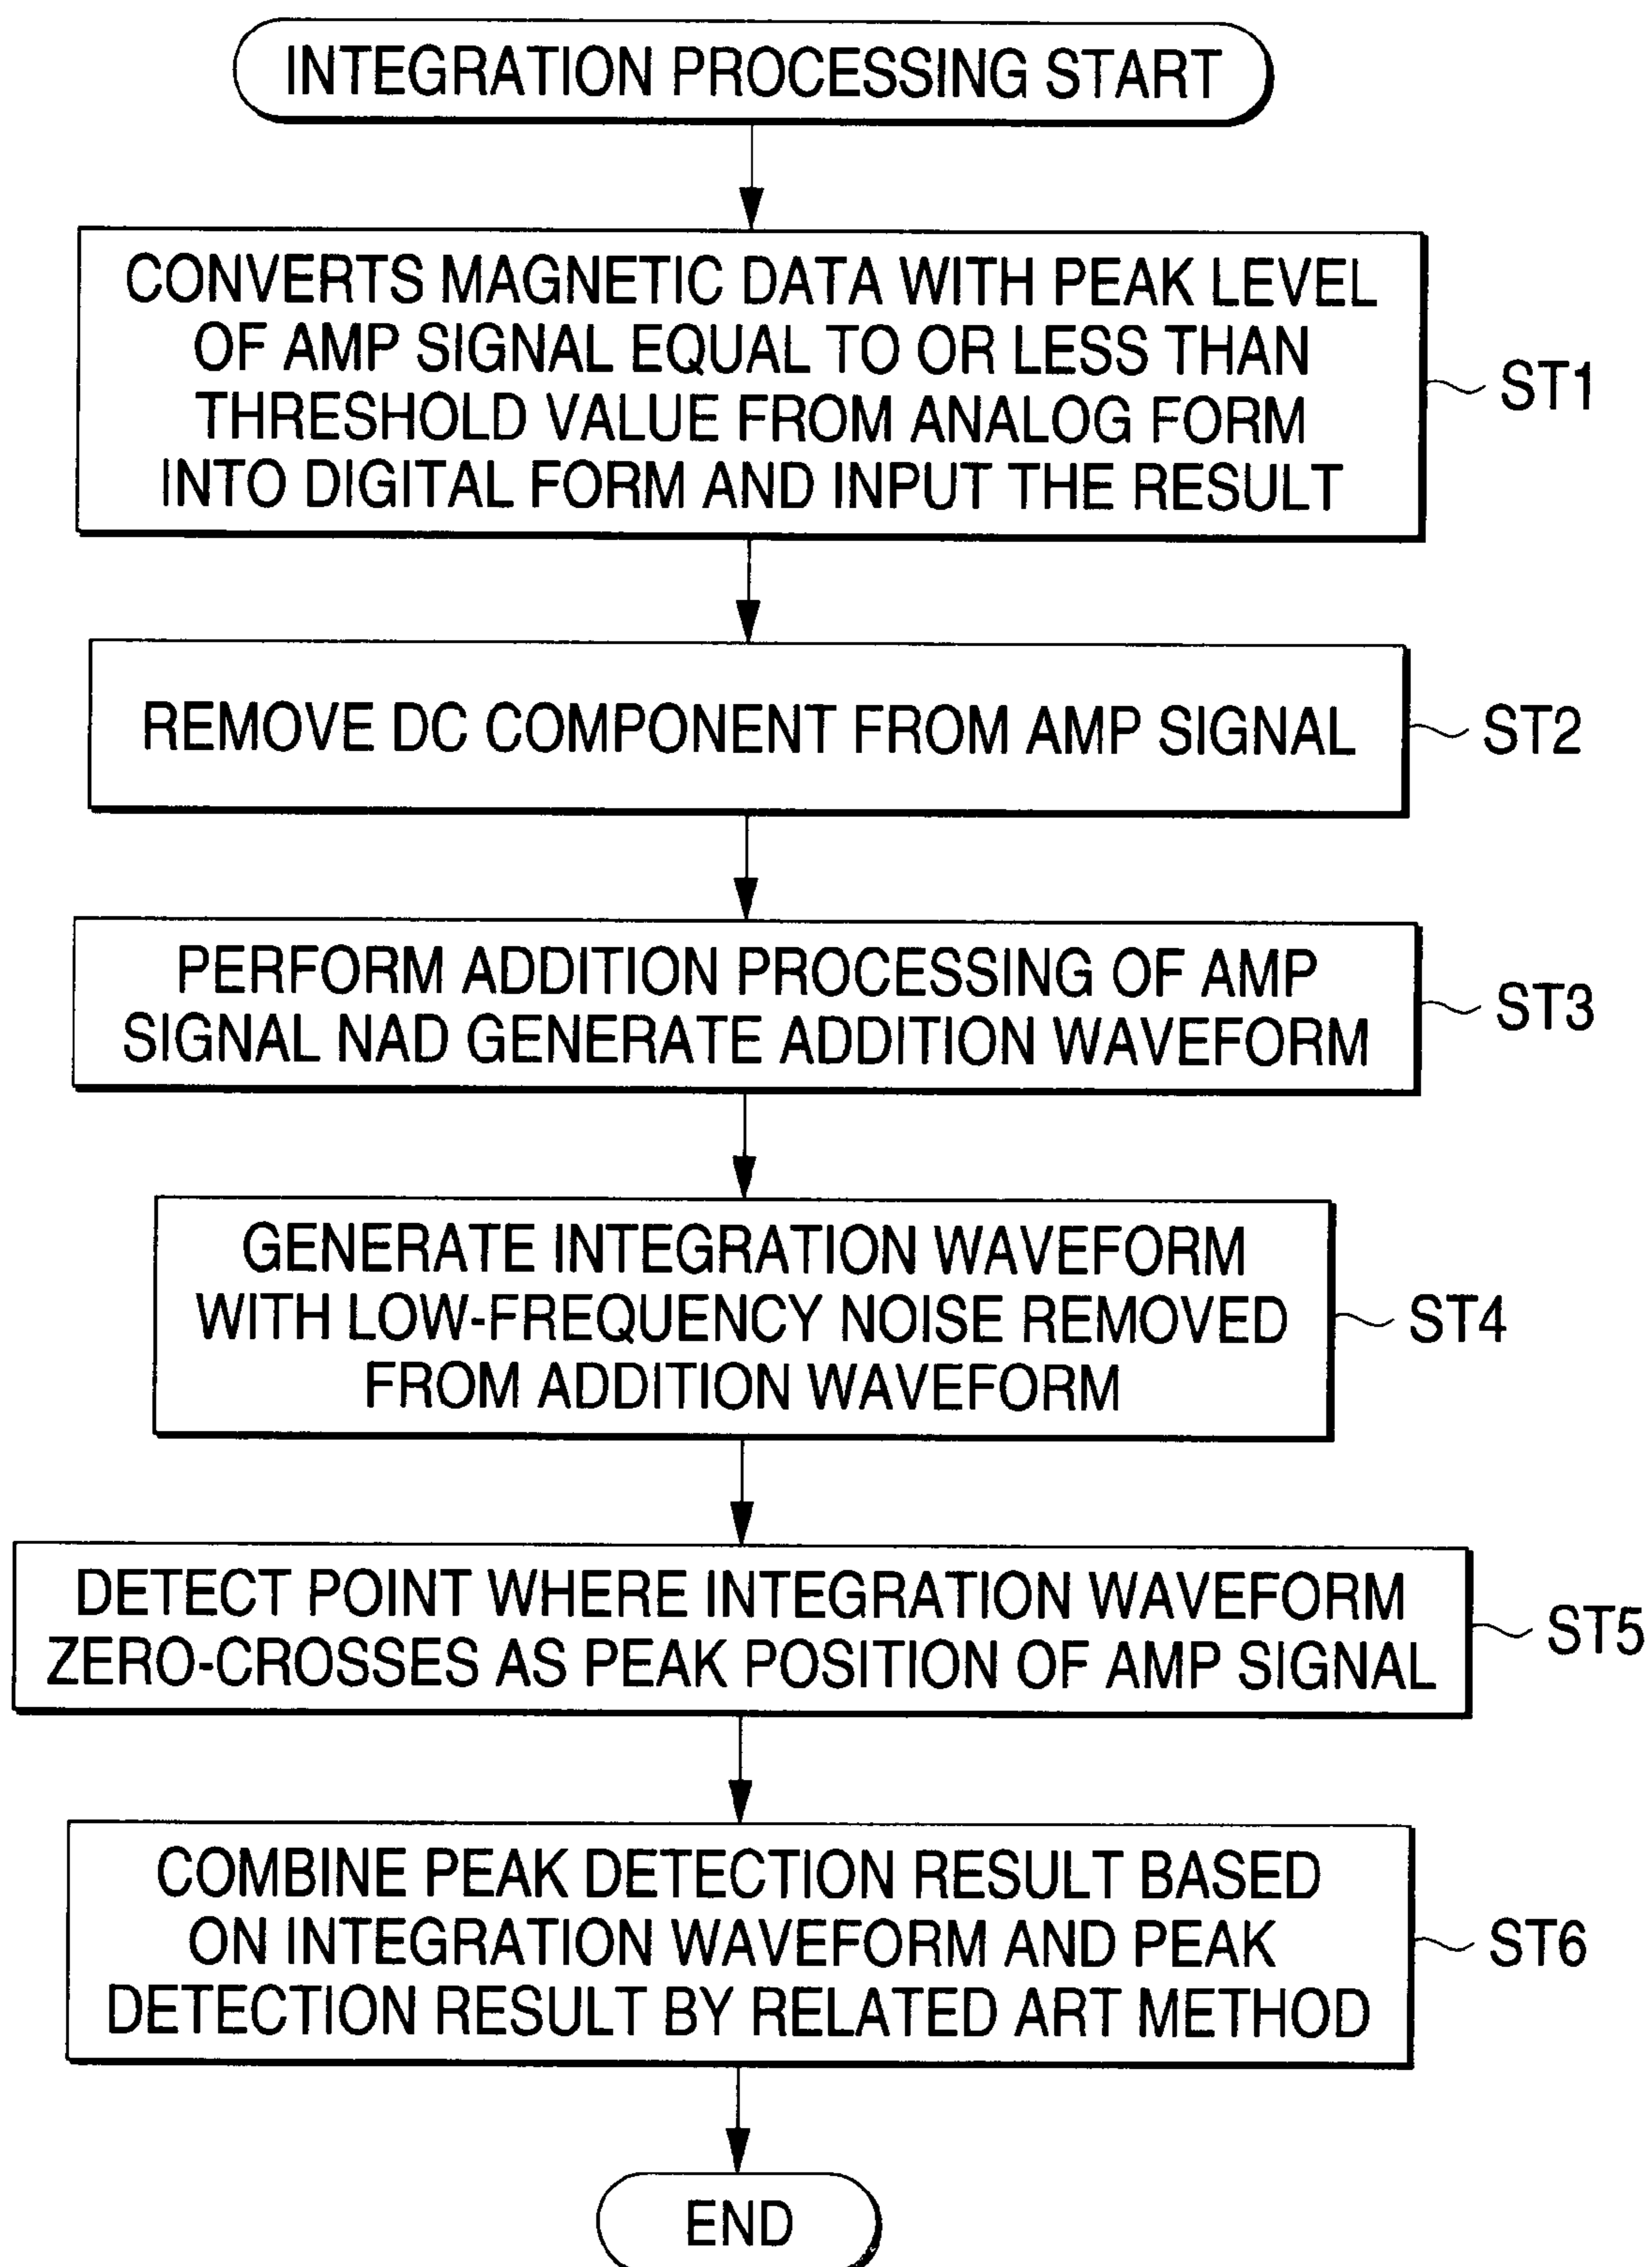 INTEGRATION PROCESSING START
CONVERTS MAGNETIC DATA WITH PEAK LEVEL
OF AMP SIGNAL EQUAL TO OR LESS THAN
THRESHOLD VALUE FROM ANALOG FORM
INTO DIGITAL FORM AND INPUT THE RESULT
ST1
REMOVE DC COMPONENT FROM AMP SIGNAL
ST2
PERFORM ADDITION PROCESSING OF AMP
SIGNAL NAD GENERATE ADDITION WAVEFORM
ST3
GENERATE INTEGRATION WAVEFORM
WITH LOW-FREQUENCY NOISE REMOVED
FROM ADDITION WAVEFORM
ST4
DETECT POINT WHERE INTEGRATION WAVEFORM
ZERO-CROSSES AS PEAK POSITION OF AMP SIGNAL
ST5
COMBINE PEAK DETECTION RESULT BASED
ON INTEGRATION WAVEFORM AND PEAK
DETECTION RESULT BY RELATED ART METHOD
ST6
END